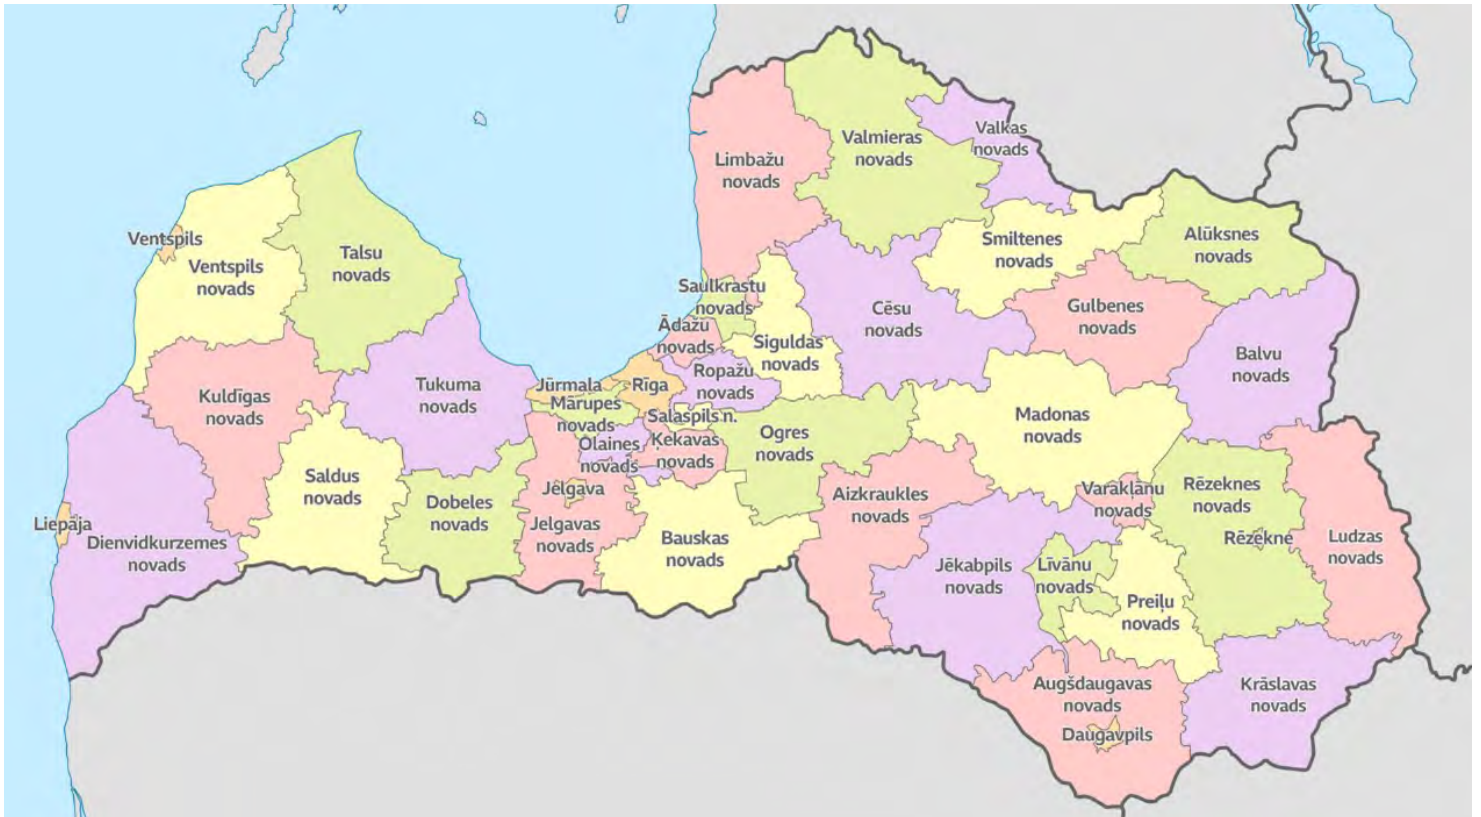 Valkas
novads
Valmieras
novads
Limbažu
novads
Ventspils
Ventspils
novads
Talsu
novads
Smiltenes
novads
Alūksnes
novads
Saulkrastu
novads
Cēsu
novads
Gulbenes
novads
Ādažu
novads
Siguldas
novads
Balvu
novads
Kuldīgas
novads
Tukuma
novads
Jūrmala
Rīga
Ropažu
novads
Mārupes
novads
Salaspils n.
Madonas
novads
Ogres
novads
Olaines
novads
Ķekavas
novads
Saldus
novads
Dobeles
novads
Jelgava
Aizkraukles
novads
Varakļānu
novads
Rēzeknes
novads
Liepāja
Dienvidkurzemes
novads
Jelgavas
novads
Bauskas
novads
Rēzekne
Ludzas
novads
Jēkabpils
novads
Līvānu
novads
Preiļu
novads
Augšdaugavas
novads
Krāslavas
novads
Daugavpils